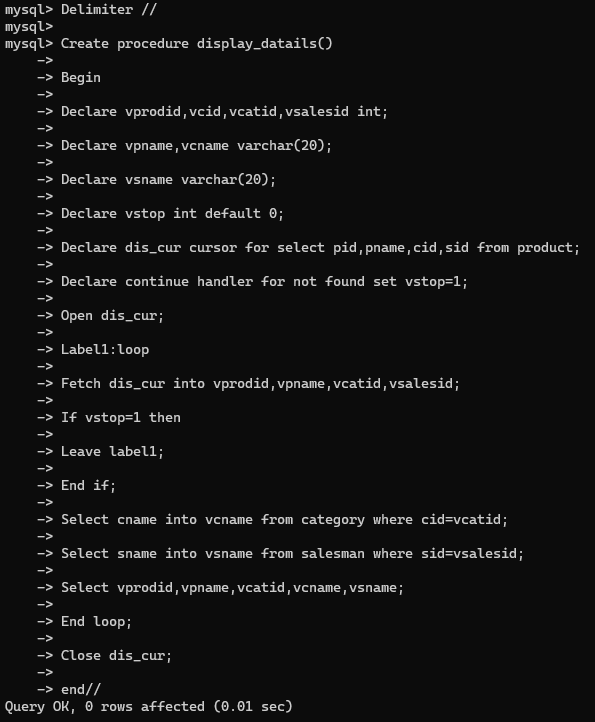 mysql> Delimiter //
mysql>
mysql> Create procedure display_datails()
    ->
    -> Begin
    ->
    -> Declare vprodid,vcid,vcatid,vsalesid int;
    ->
    -> Declare vpname,vcname varchar(20);
    ->
    -> Declare vsname varchar(20);
    ->
    -> Declare vstop int default 0;
    ->
    -> Declare dis_cur cursor for select pid,pname,cid,sid from product;
    ->
    -> Declare continue handler for not found set vstop=1;
    ->
    -> Open dis_cur;
    ->
    -> Label1:loop
    ->
    -> Fetch dis_cur into vprodid,vpname,vcatid,vsalesid;
    ->
    -> If vstop=1 then
    ->
    -> Leave label1;
    ->
    -> End if;
    ->
    -> Select cname into vcname from category where cid=vcatid;
    ->
    -> Select sname into vsname from salesman where sid=vsalesid;
    ->
    -> Select vprodid,vpname,vcatid,vcname,vsname;
    ->
    -> End loop;
    ->
    -> Close dis_cur;
    ->
    -> end//
Query OK, 0 rows affected (0.01 sec)